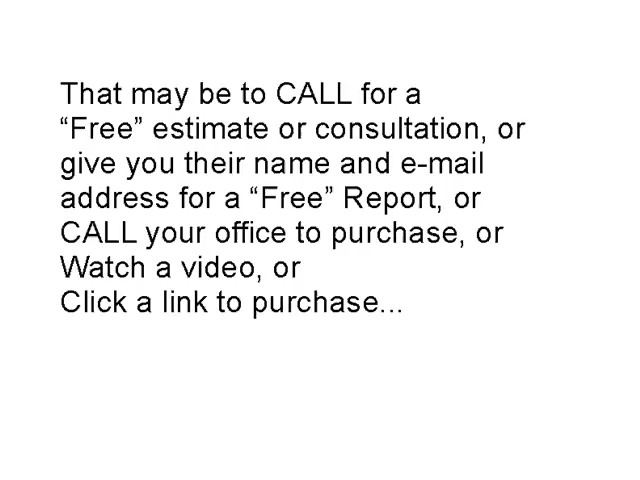 That may be to CALL for a
“Free” estimate or consultation, or
give you their name and e-mail
address for a “Free” Report, or
CALL your office to purchase, or
Watch a video, or
Click a link to purchase...